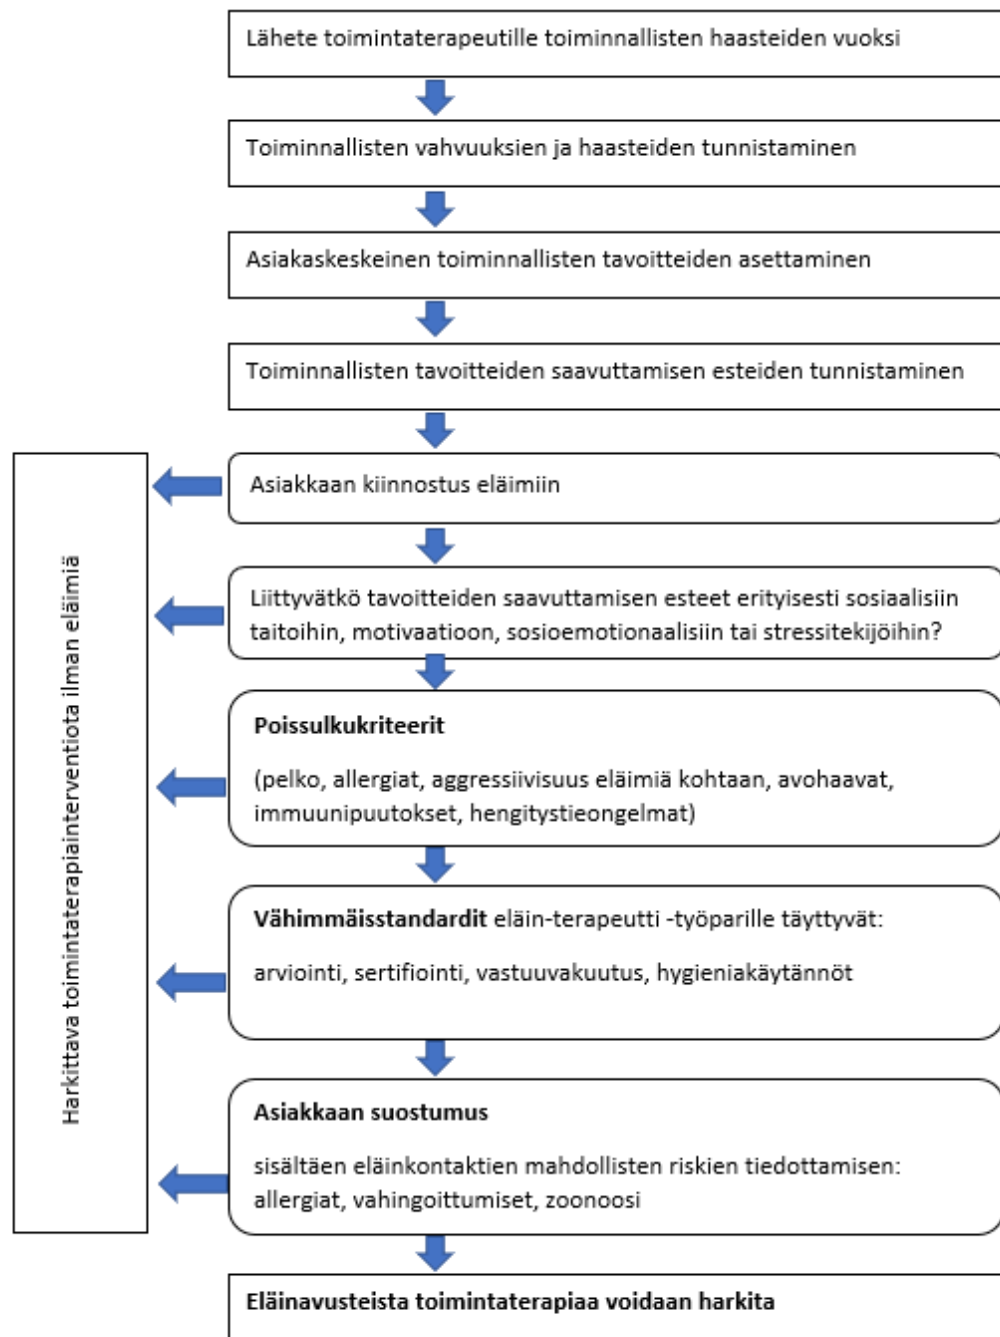 Lähete toimintaterapeutille toiminnallisten haasteiden vuoksi
Toiminnallisten vahvuuksien ja haasteiden tunnistaminen
Asiakaskeskeinen toiminnallisten tavoitteiden asettaminen
Toiminnallisten tavoitteiden saavuttamisen esteiden tunnistaminen
Asiakkaan kiinnostus eläimiin
Liittyvätkö tavoitteiden saavuttamisen esteet erityisesti sosiaalisiin
taitoihin, motivaatioon, sosioemotionaalisiin tai stressitekijöihin?
Poissulkukriteerit
(pelko, allergiat, aggressiivisuus eläimiä kohtaan, avohaavat,
immuunipuutokset, hengitystieongelmat)
Vähimmäisstandardit eläin-terapeutti -työparille täyttyvät:
arviointi, sertifiointi, vastuuvakuutus, hygieniakäytännöt
Asiakkaan suostumus
sisältäen eläinkontaktien mahdollisten riskien tiedottamisen:
allergiat, vahingoittumiset, zoonoosi
Eläinavusteista toimintaterapiaa voidaan harkita
Harkittava toimintaterapiainterventiota ilman eläimiä